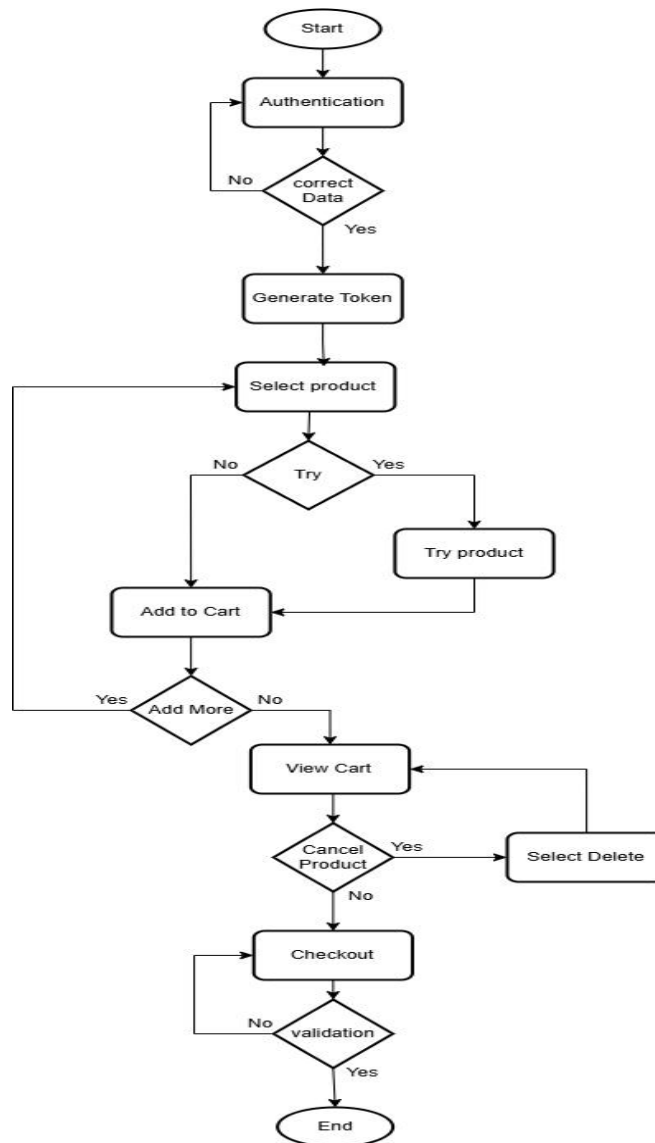 Start
Authentication
No
correct
Data
Yes
Generate Token
Select product
No
Yes
Try
Try product
Add to Cart
Yes
No
Add More
View Cart
Cancel
Product
Yes
Select Delete
No
Checkout
No
validation
Yes
End